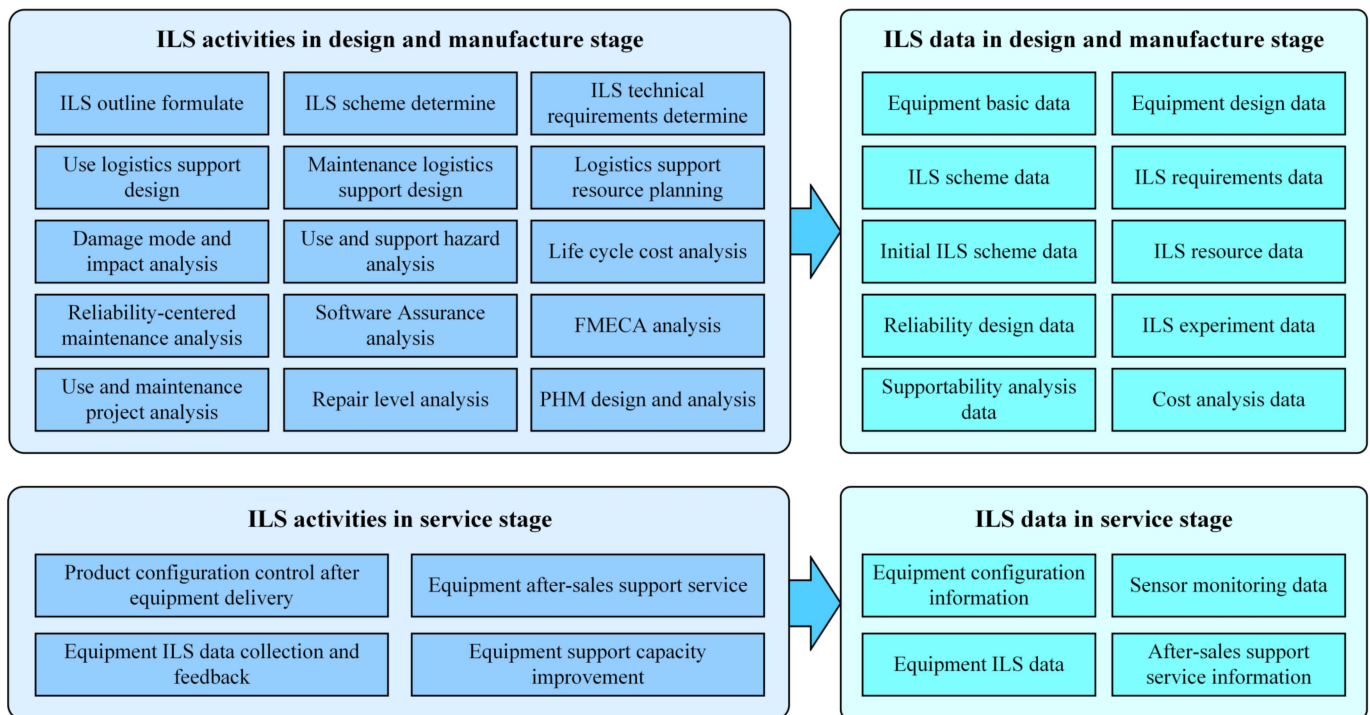 ILS activities in design and manufacture stage
ILS outline formulate
ILS scheme determine
ILS technical
requirements determine
Use logistics support
design
Maintenance logistics
support design
Logistics support
resource planning
Damage mode and
impact analysis
Use and support hazard
analysis
Life cycle cost analysis
Reliability-centered
maintenance analysis
Software Assurance
analysis
FMECA analysis
Use and maintenance
project analysis
Repair level analysis
PHM design and analysis
ILS data in design and manufacture stage
Equipment basic data
Equipment design data
ILS scheme data
ILS requirements data
Initial ILS scheme data
ILS resource data
Reliability design data
ILS experiment data
Supportability analysis
data
Cost analysis data
ILS activities in service stage
Product configuration control after
equipment delivery
Equipment after-sales support service
Equipment ILS data collection and
feedback
Equipment support capacity
improvement
ILS data in service stage
Equipment configuration
information
Sensor monitoring data
Equipment ILS data
After-sales support
service information